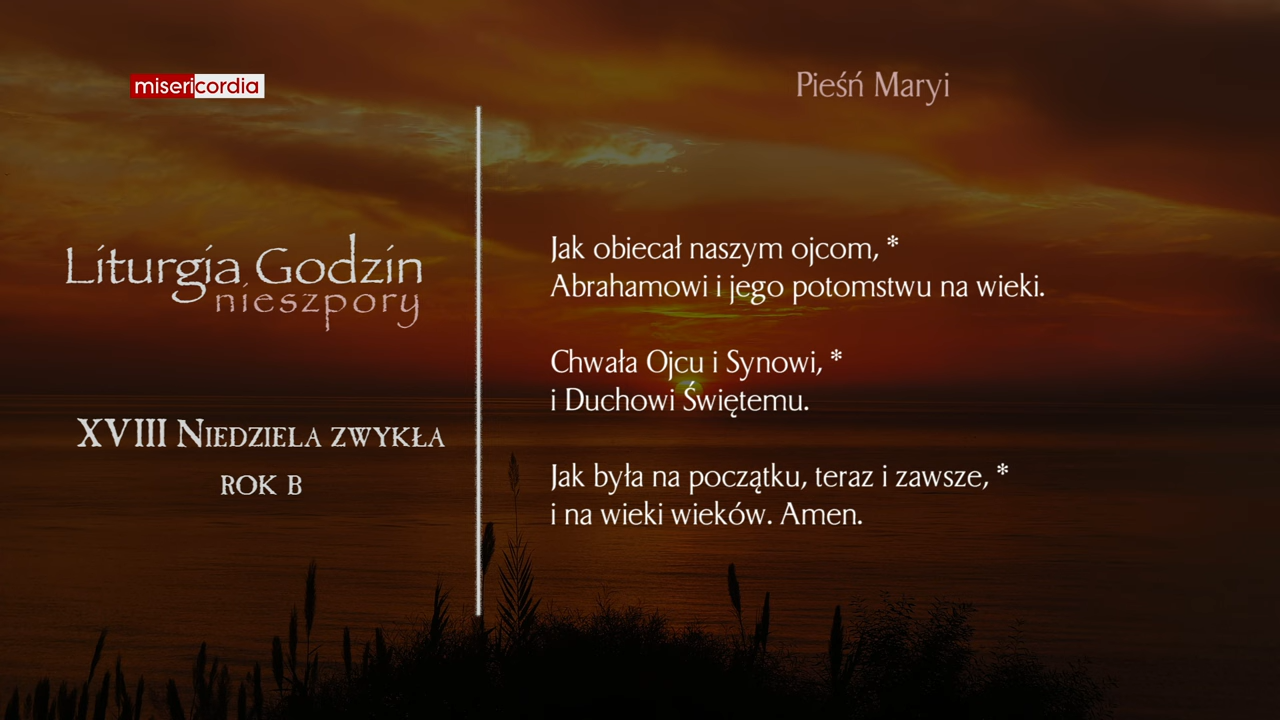 misericordia
Pieśń Maryi
Liturgia Godzin
nieszpory
XVIII Niedziela zwykła
rok B
Jak obiecał naszym ojcom, *
Abrahamowi i jego potomstwu na wieki.
Chwała Ojcu i Synowi, *
i Duchowi Świętemu.
Jak była na początku, teraz i zawsze, *
i na wieki wieków. Amen.